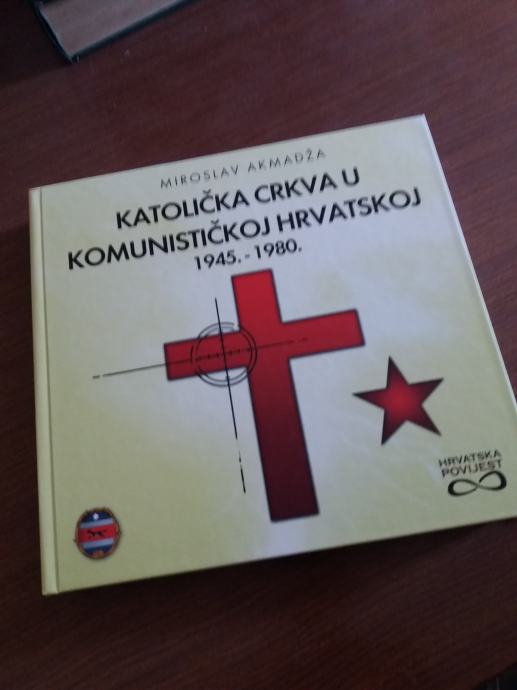 MIROSLAV AKMADŽA
KATOLIČKA CRKVA U
KOMUNISTIČKOJ HRVATSKOJ
1945. - 1980.
HRVATSKA
POVIJEST